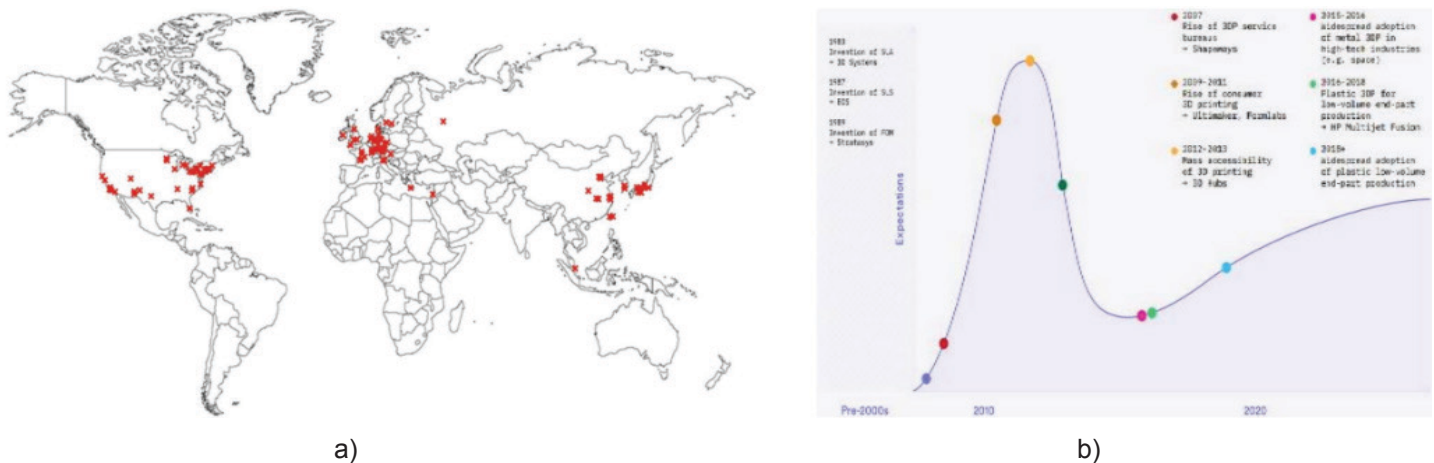 1983
Invention of SLA
→ 3D Systems
1987
Invention of SLS
→ EOS
1989
Invention of FDM
→ Stratasys
2007
Rise of 3DP service
bureaus
→ Shapeways
2009-2011
Rise of consumer
3D printing
→ Ultimaker, Formlabs
2012-2013
Mass accessibility
of 3D printing
→ 3D Hubs
2015-2016
widespread adoption
of metal 3DP in
high-tech industries
(e.g. space)
2016-2018
Plastic 3DP for
low-volume end-part
production
→ HP Multijet Fusion
widespread adoption
of plastic low-volume
end-part production
Expectations
Pre-2000s
2010
2020
a)
b)